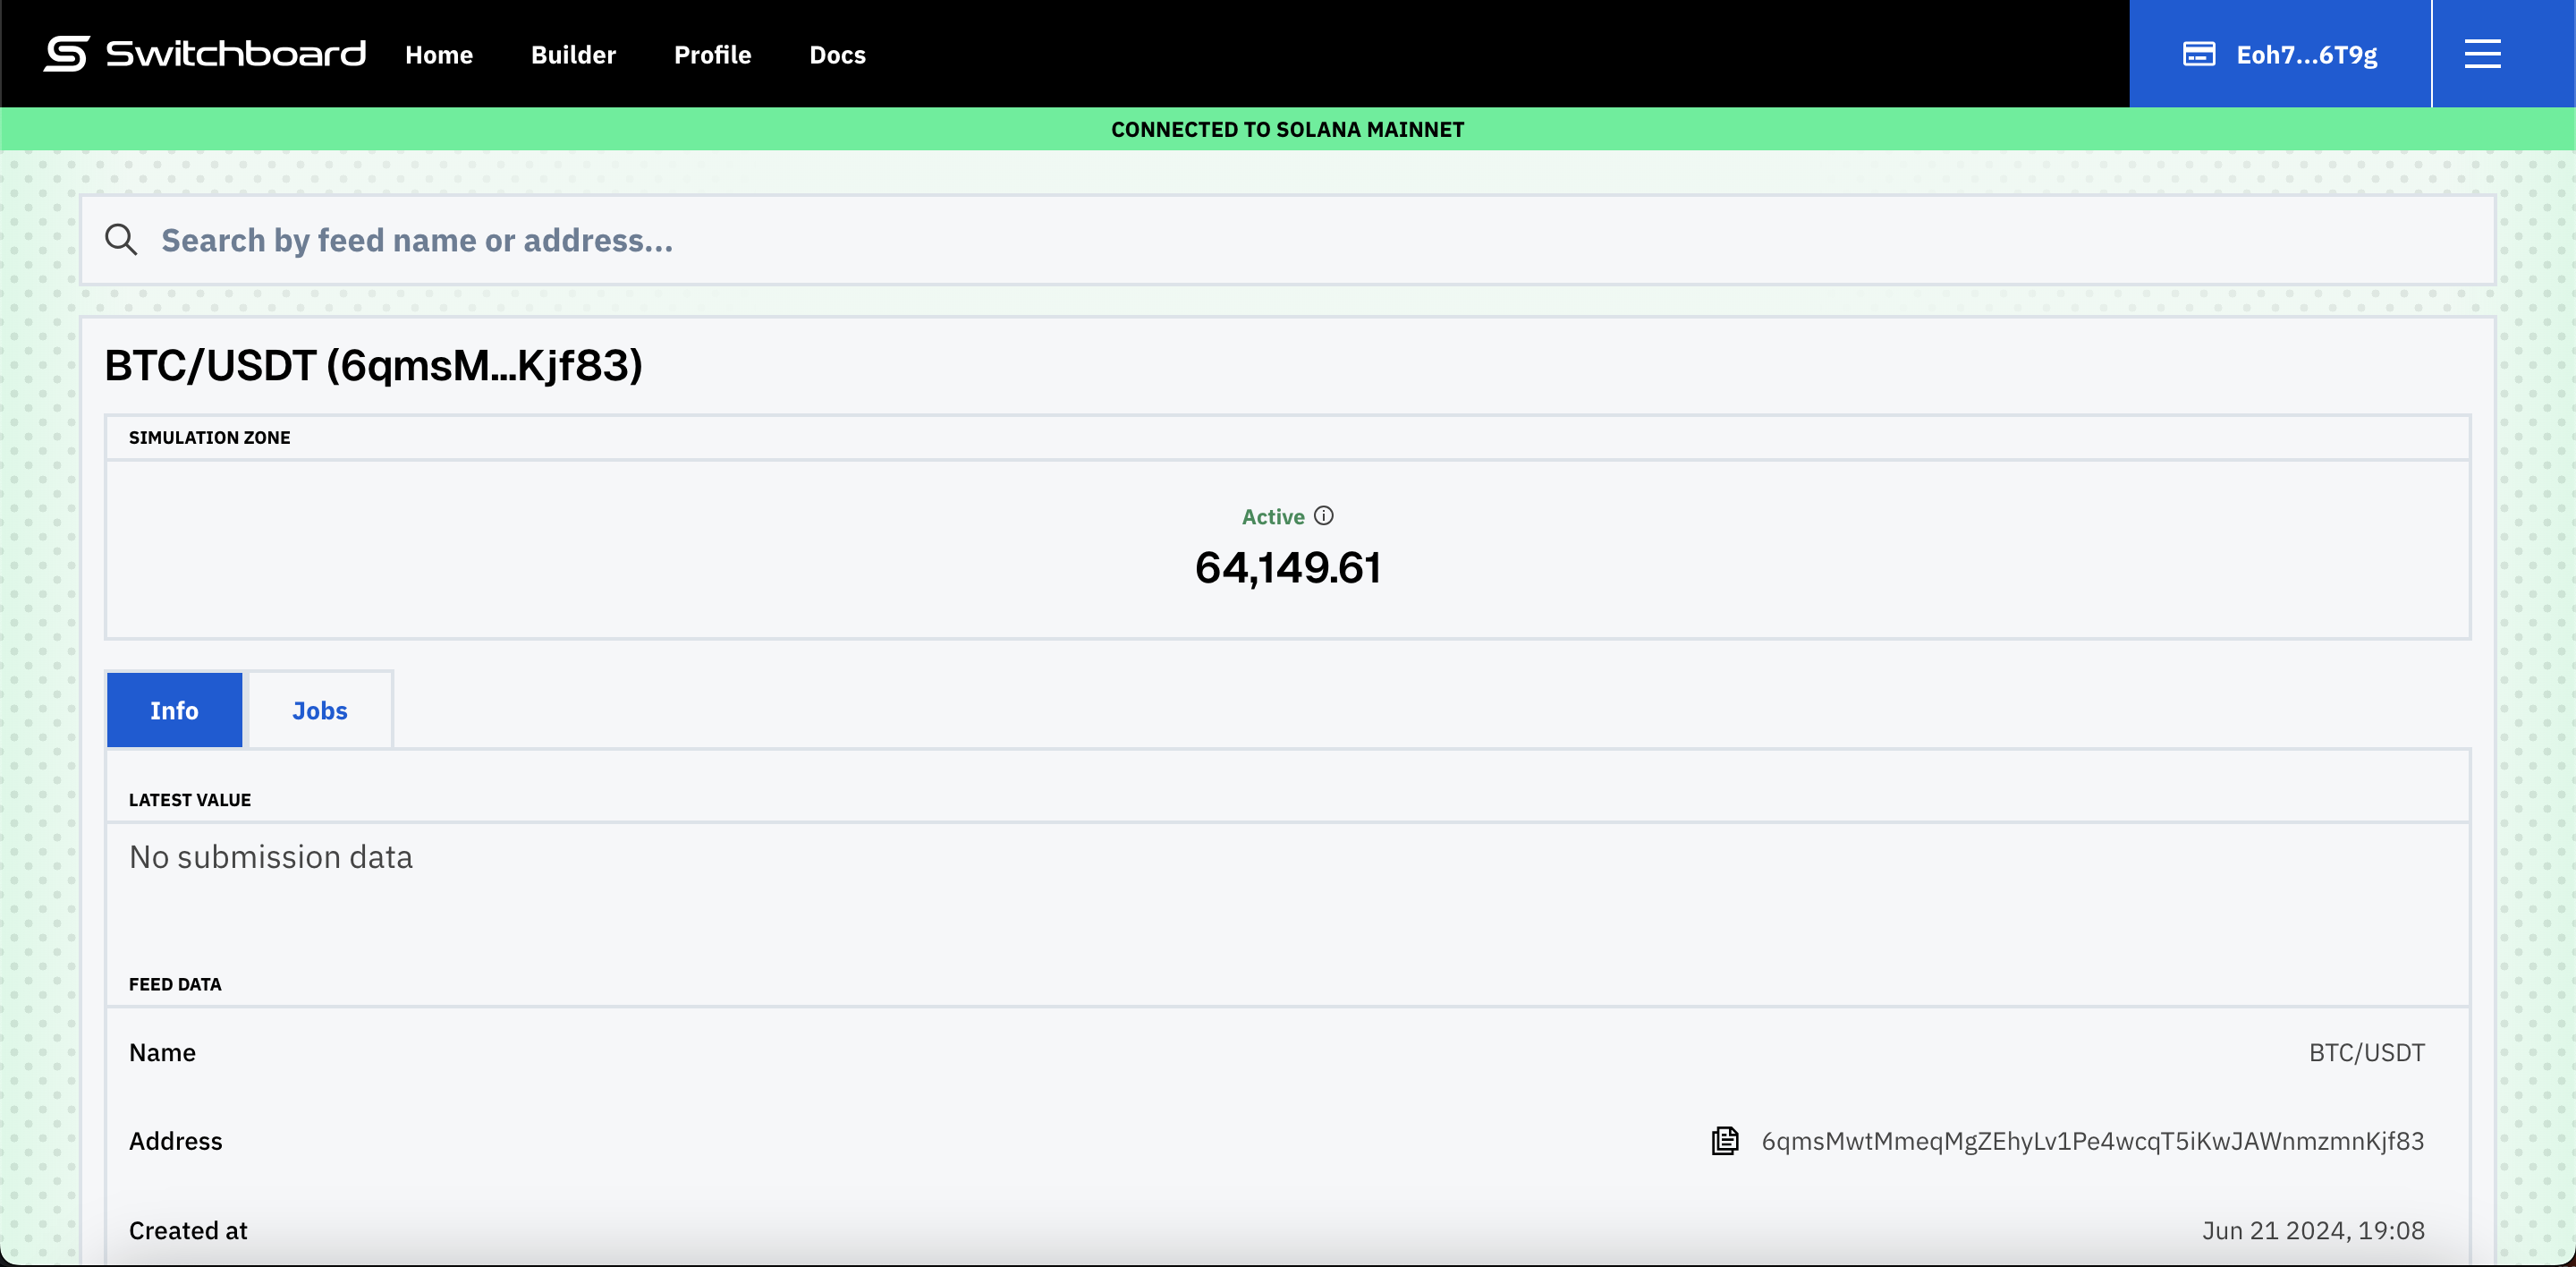 Switchboard Home Builder Profile Docs Eoh7...6T9g
CONNECTED TO SOLANA MAINNET
Search by feed name or address...
BTC/USDT (6qmsM...Kjf83)
SIMULATION ZONE
Active
64,149.61
Info Jobs
LATEST VALUE
No submission data
FEED DATA
Name BTC/USDT
Address 6qmsMwtMmeqMgZEhyLv1Pe4wcqT5iKwJAWnmzmnKjf83
Created at Jun 21 2024, 19:08